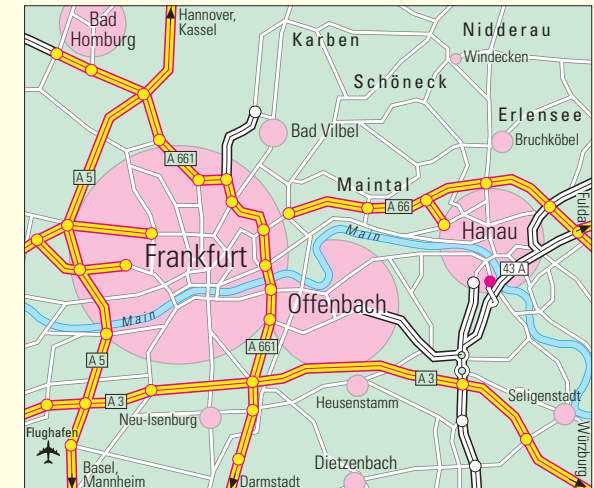 Bad
Homburg
Hannover,
Kassel
Karben
Nidderau
Windecken
Schöneck
Erlensee
Bad Vilbel
Bruchköbel
A 661
A 5
Maintal
A 66
Fulda
Main
Hanau
Frankfurt
43 A
Offenbach
Main
A 661
A 5
A 3
A 3
Neu-Isenburg
Heusenstamm
Seligenstadt
Flughafen
Würzburg
Basel,
Mannheim
Darmstadt
Dietzenbach